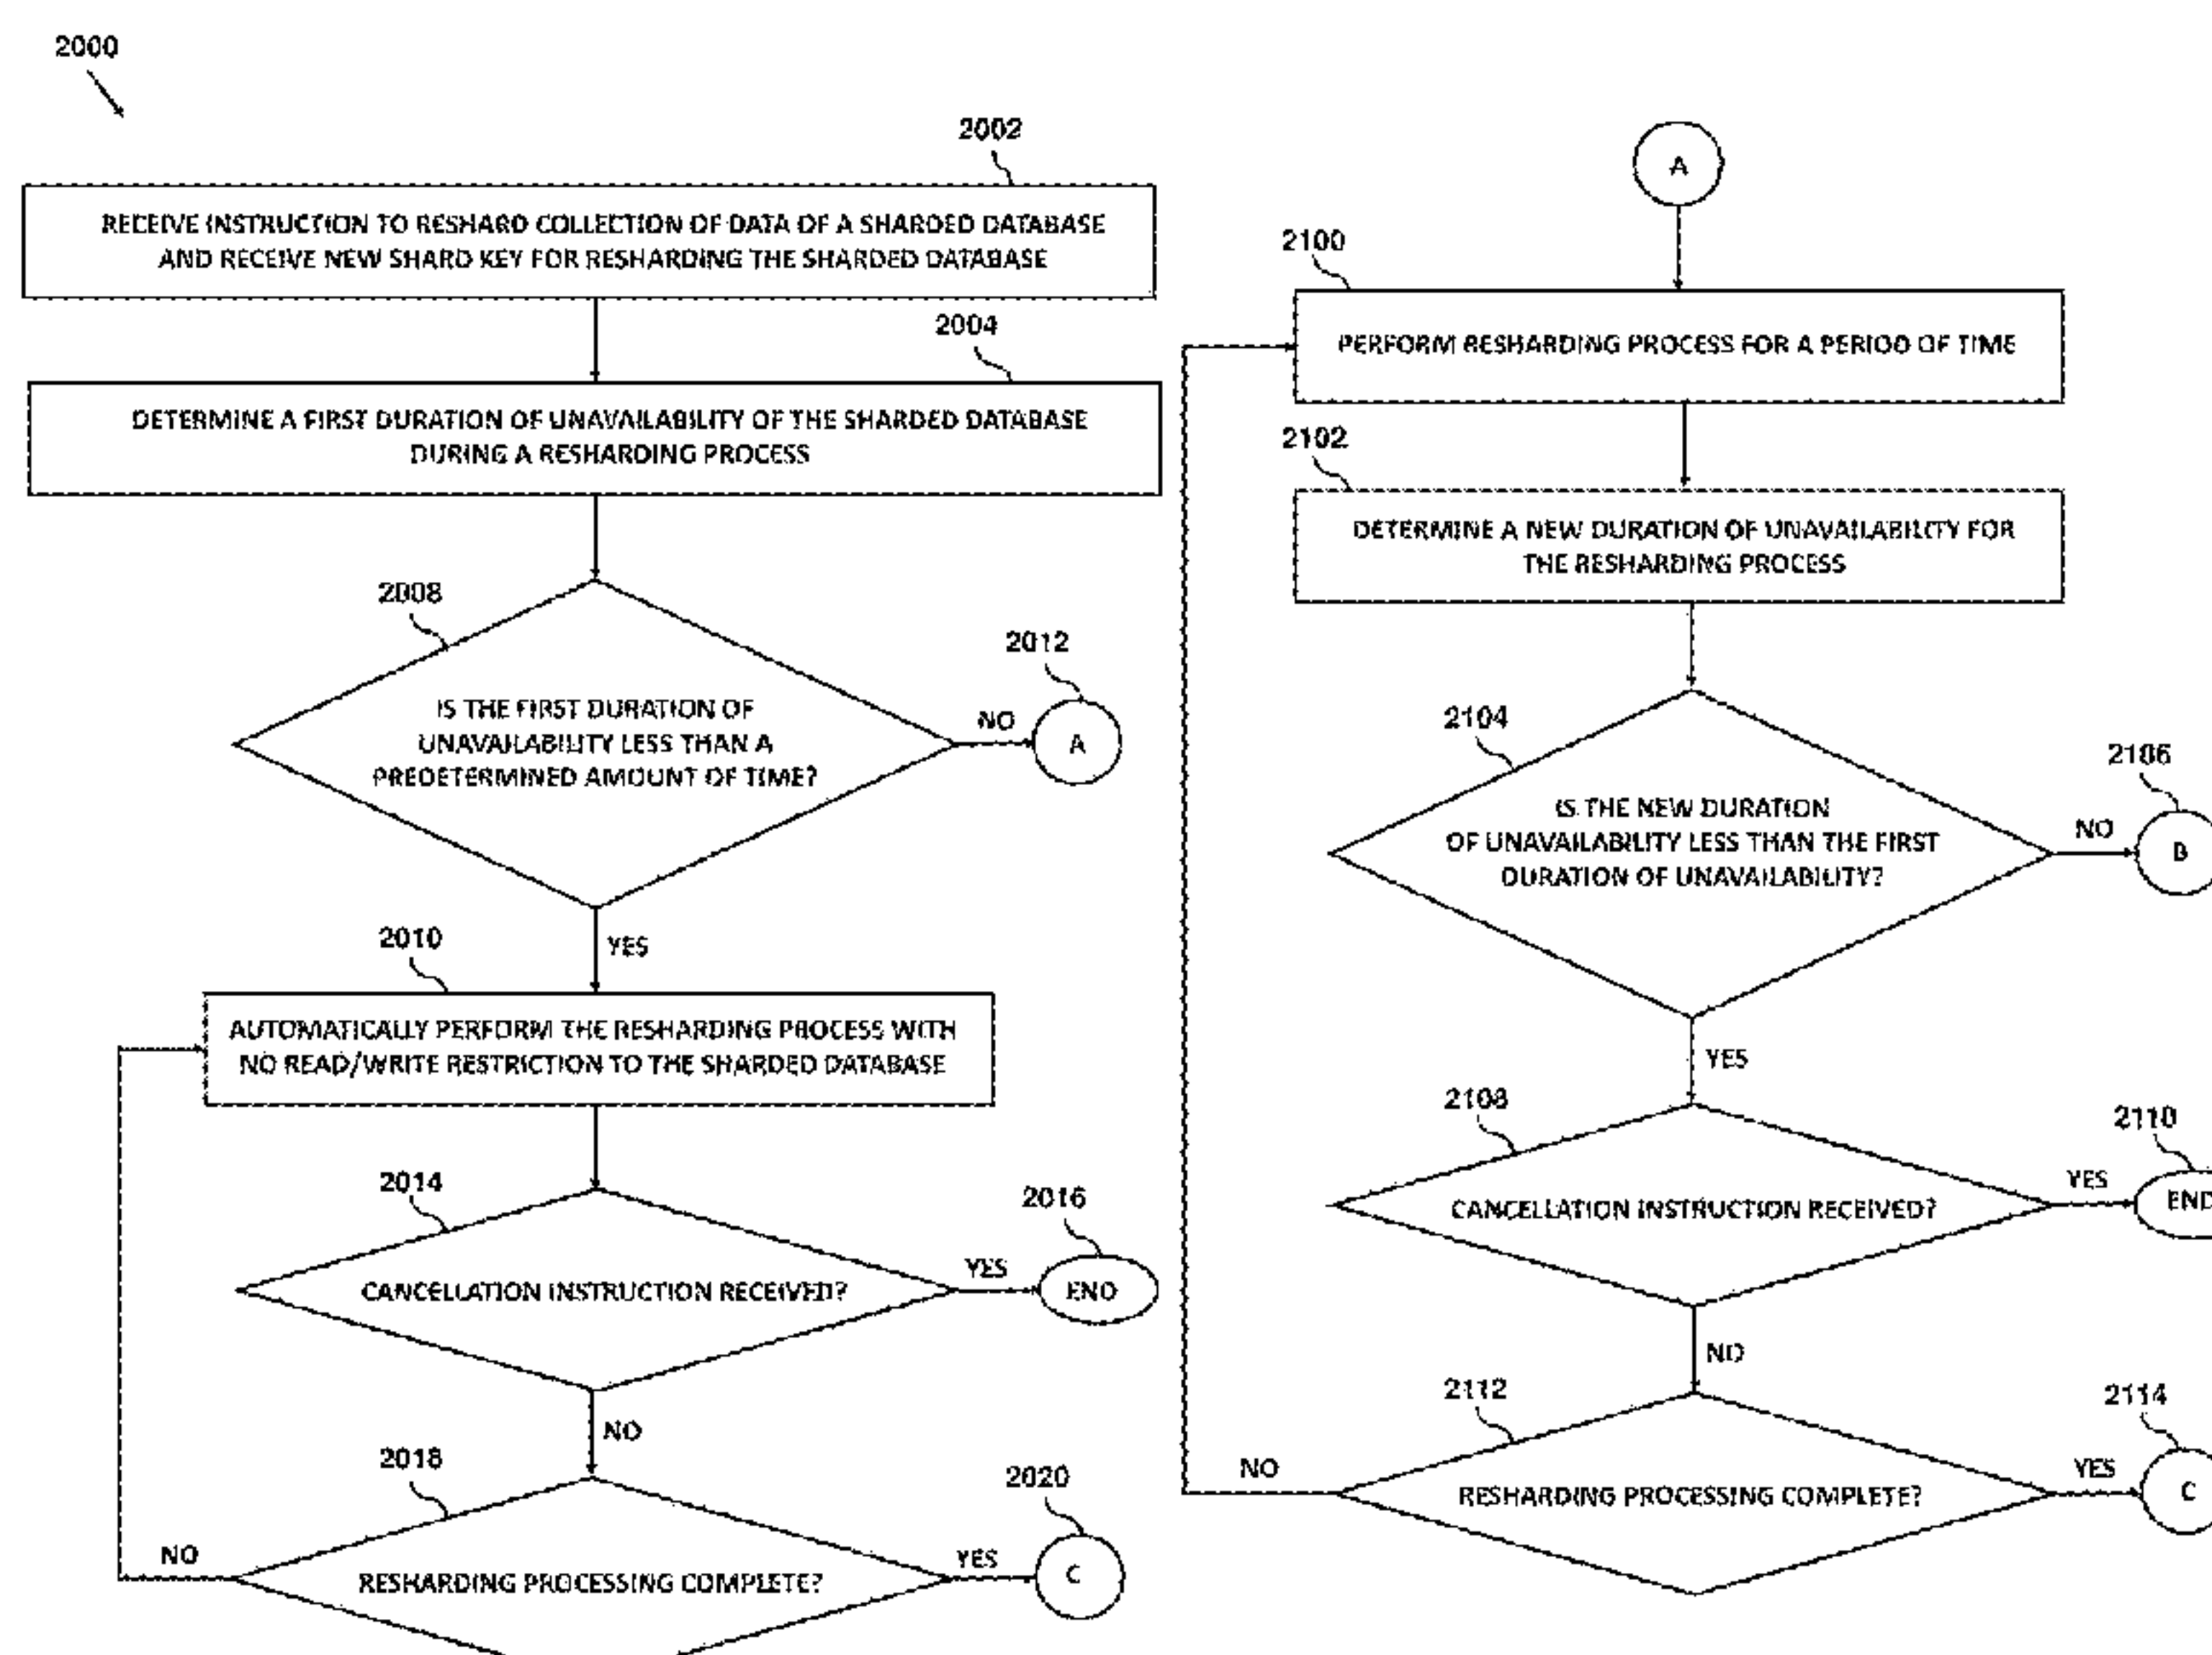 2000
2002
RECEIVE INSTRUCTION TO RESHARD COLLECTION OF DATA OF A SHARDED DATABASE
AND RECEIVE NEW SHARD KEY FOR RESHARDING THE SHARDED DATABASE
2004
DETERMINE A FIRST DURATION OF UNAVAILABILITY OF THE SHARDED DATABASE
DURING A RESHARDING PROCESS
2008
IS THE FIRST DURATION OF
UNAVAILABILITY LESS THAN A
PREDETERMINED AMOUNT OF TIME?
NO
2012
A
YES
2010
AUTOMATICALLY PERFORM THE RESHARDING PROCESS WITH
NO READ/WRITE RESTRICTION TO THE SHARDED DATABASE
2014
CANCELLATION INSTRUCTION RECEIVED?
YES
2016
END
NO
2018
RESHARDING PROCESSING COMPLETE?
NO
YES
2020
C
A
2100
PERFORM RESHARDING PROCESS FOR A PERIOD OF TIME
2102
DETERMINE A NEW DURATION OF UNAVAILABILITY FOR
THE RESHARDING PROCESS
2104
IS THE NEW DURATION
OF UNAVAILABILITY LESS THAN THE FIRST
DURATION OF UNAVAILABILITY?
NO
2106
B
YES
2108
CANCELLATION INSTRUCTION RECEIVED?
YES
2110
END
NO
2112
RESHARDING PROCESSING COMPLETE?
NO
YES
2114
C